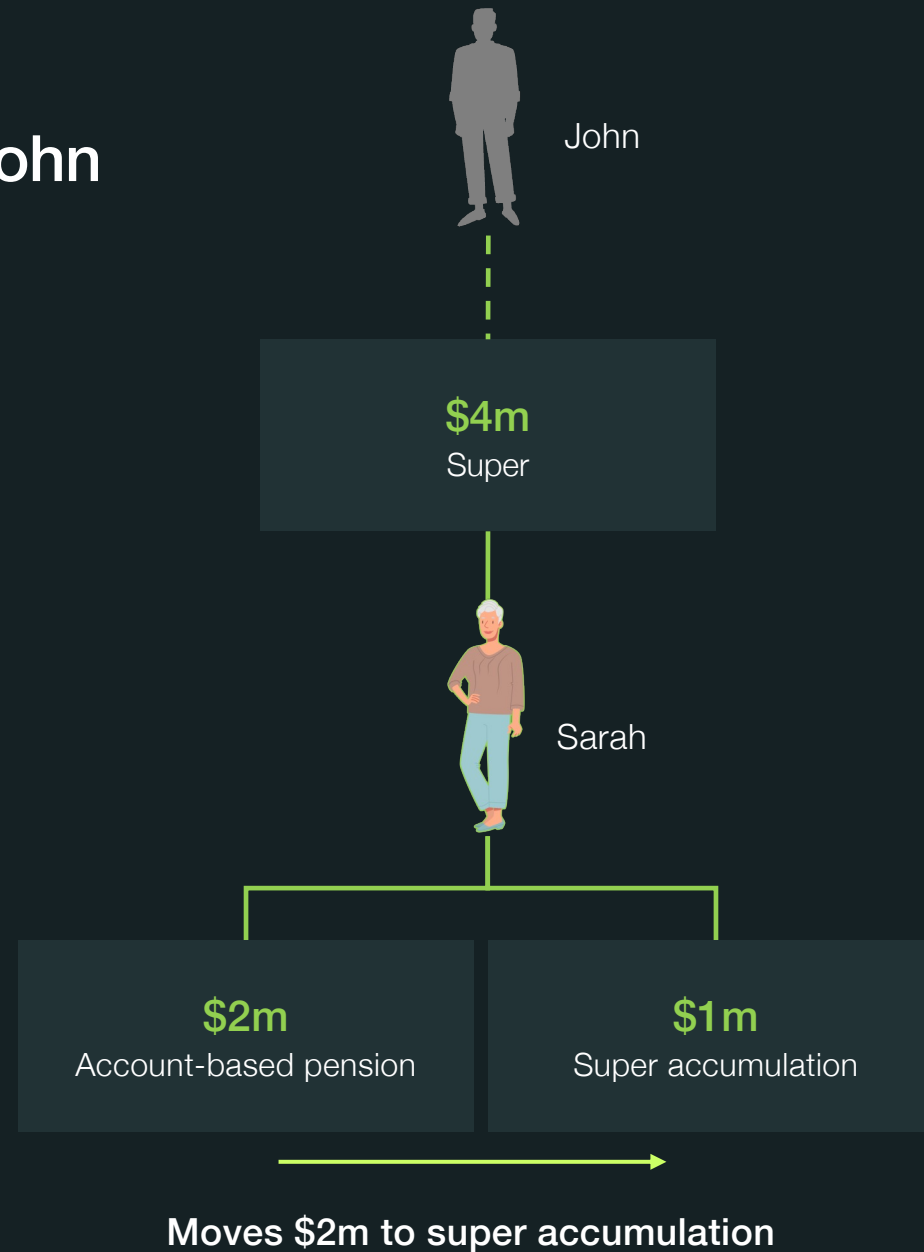 ohn
John
$4m
Super
Sarah
$2m
Account-based pension
$1m
Super accumulation
Moves $2m to super accumulation